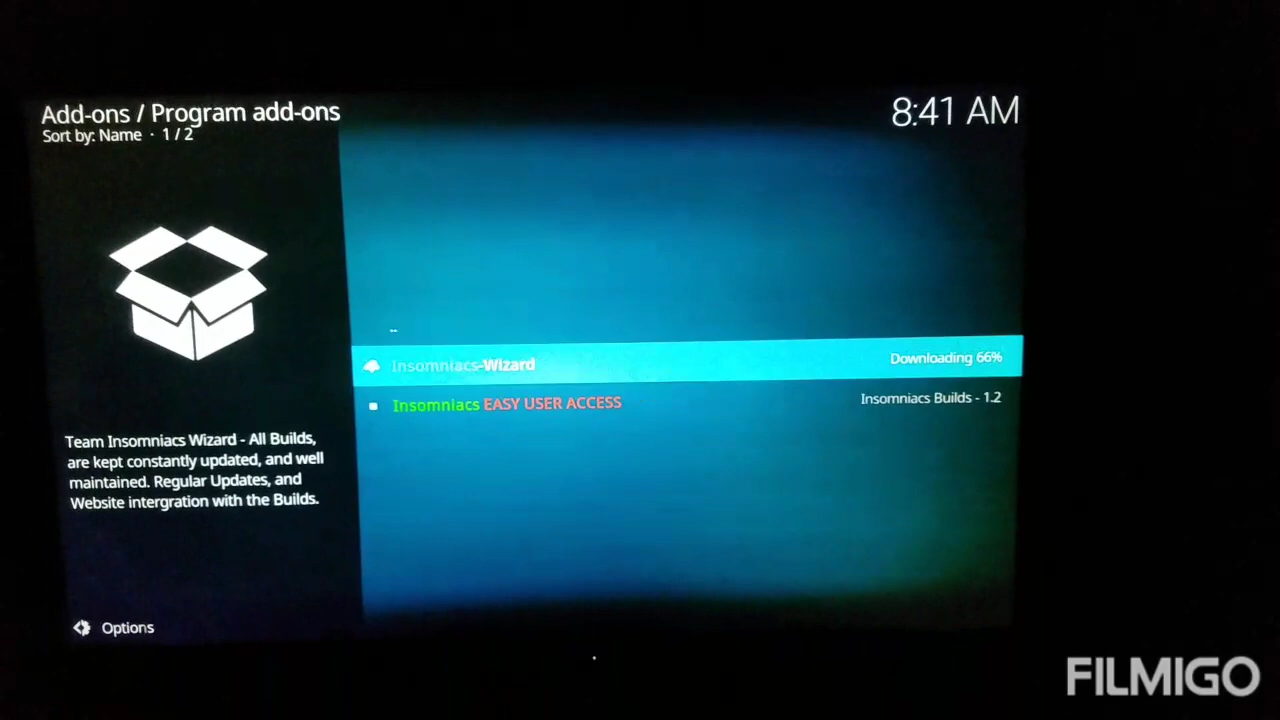 Add-ons / Program add-ons
Sort by: Name · 1 / 2
8:41 AM
..
Insomniacs-Wizard
Downloading 66%
Insomniacs EASY USER ACCESS
Insomniacs Builds - 1.2
Team Insomniacs Wizard - All Builds,
are kept constantly updated, and well
maintained. Regular Updates, and
Website intergration with the Builds.
Options
FILMIGO